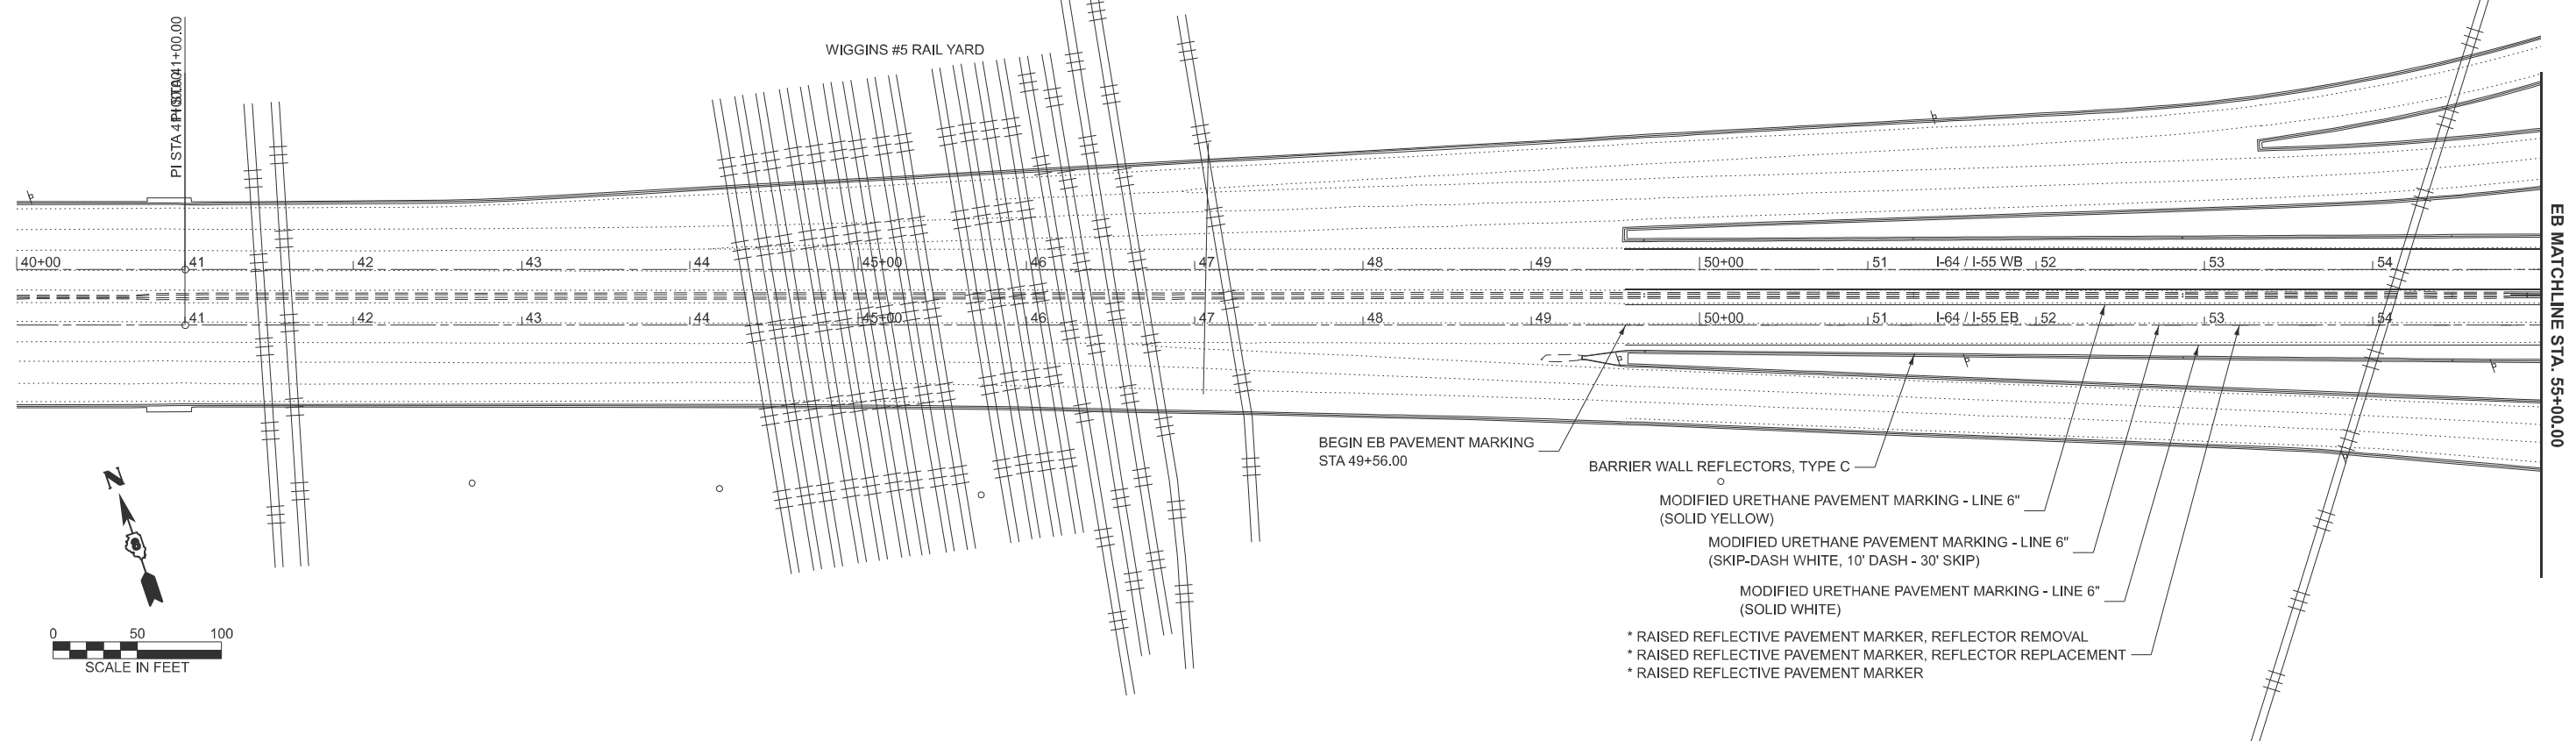 WIGGINS #5 RAIL YARD
PI STA 41+00.00
EB MATCHLINE STA. 55+00.00
40+00 41 42 43 44 45+00 46 47 48 49 50+00 51 I-64 / I-55 WB 52 53 54
41 42 43 44 45+00 46 47 48 49 50+00 51 I-64 / I-55 EB 52 53 54
BEGIN EB PAVEMENT MARKING
STA 49+56.00
BARRIER WALL REFLECTORS, TYPE C
MODIFIED URETHANE PAVEMENT MARKING - LINE 6"
(SOLID YELLOW)
MODIFIED URETHANE PAVEMENT MARKING - LINE 6"
(SKIP-DASH WHITE, 10' DASH - 30' SKIP)
MODIFIED URETHANE PAVEMENT MARKING - LINE 6"
(SOLID WHITE)
* RAISED REFLECTIVE PAVEMENT MARKER, REFLECTOR REMOVAL
* RAISED REFLECTIVE PAVEMENT MARKER, REFLECTOR REPLACEMENT
* RAISED REFLECTIVE PAVEMENT MARKER
N
0 50 100
SCALE IN FEET